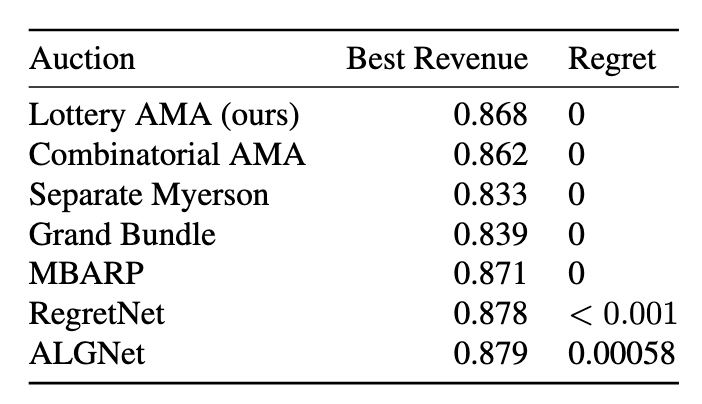 Auction Best Revenue Regret
Lottery AMA (ours) 0.868 0
Combinatorial AMA 0.862 0
Separate Myerson 0.833 0
Grand Bundle 0.839 0
MBARP 0.871 0
RegretNet 0.878 < 0.001
ALGNet 0.879 0.00058